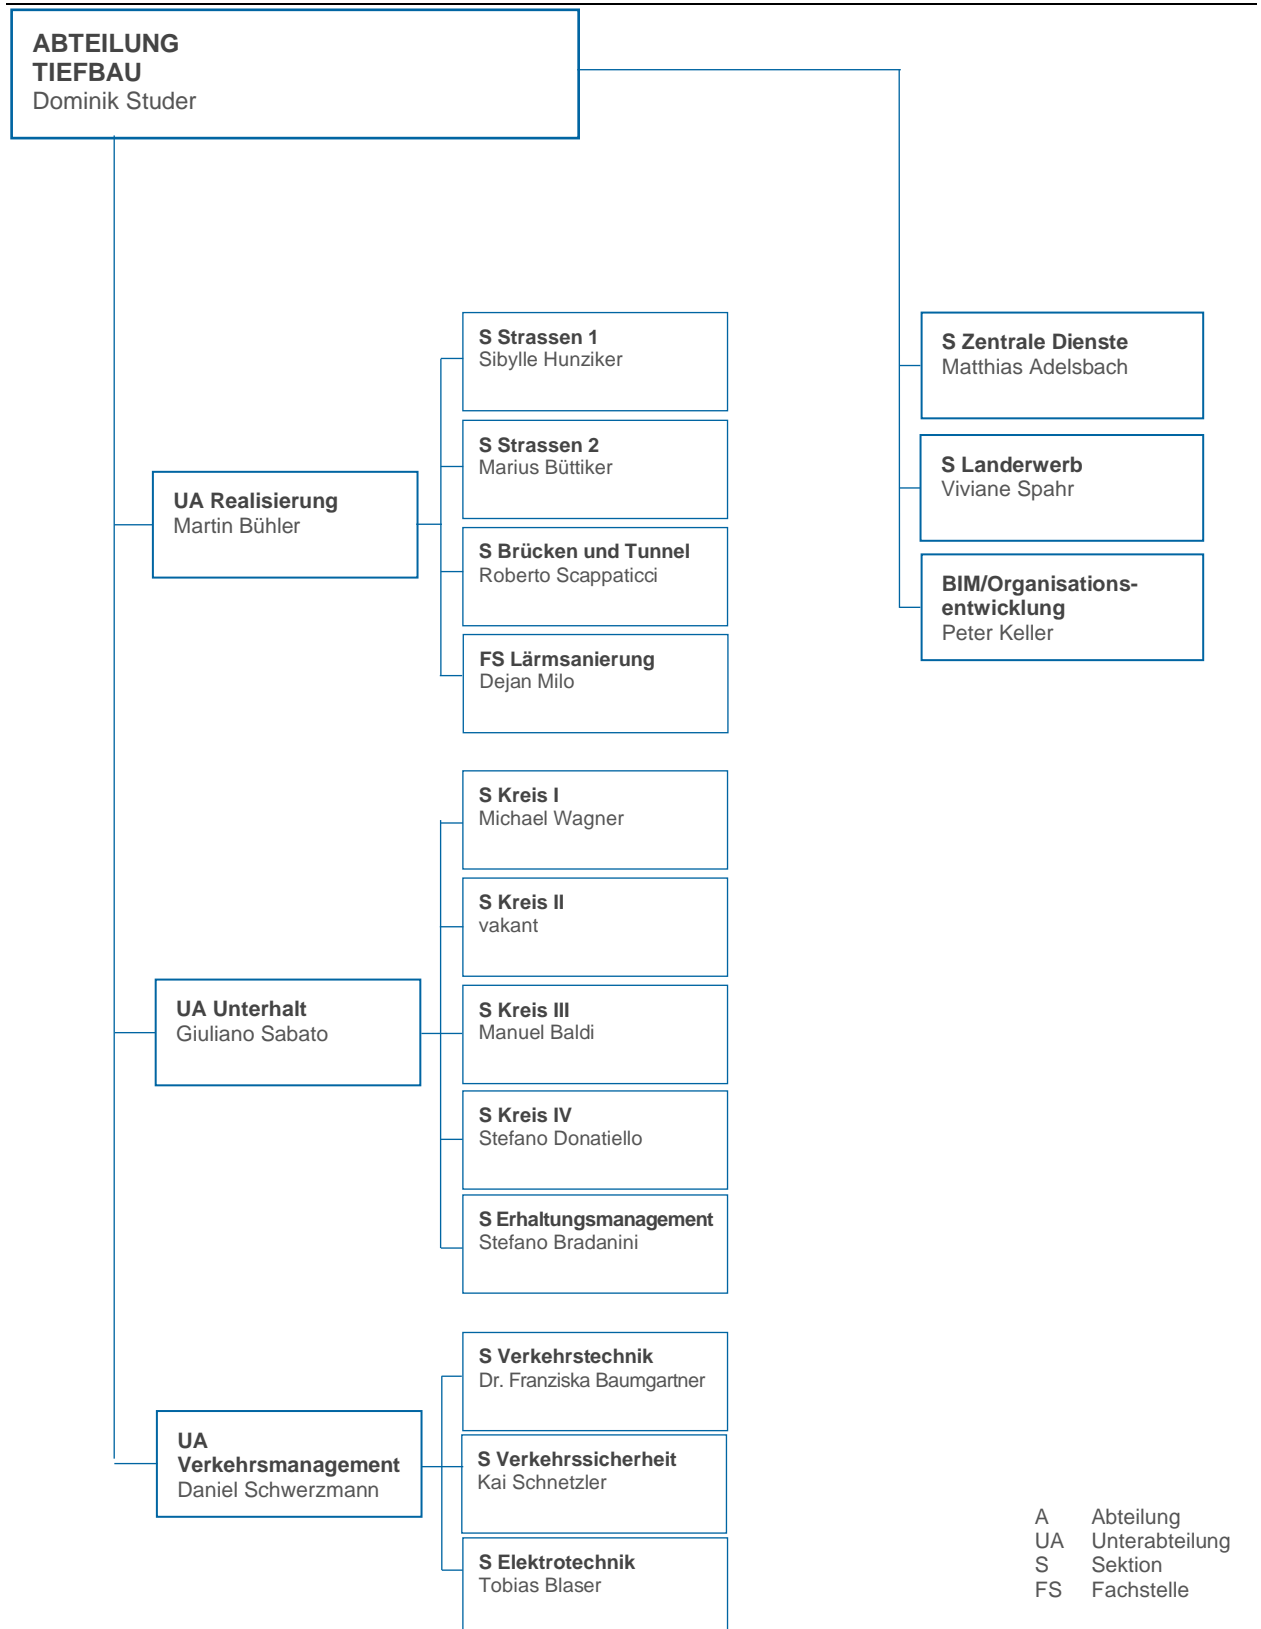 ABTEILUNG
TIEFBAU
Dominik Studer
UA Realisierung
Martin Bühler
S Strassen 1
Sibylle Hunziker
S Strassen 2
Marius Büttiker
S Brücken und Tunnel
Roberto Scappaticci
FS Lärmsanierung
Dejan Milo
UA Unterhalt
Giuliano Sabato
S Kreis I
Michael Wagner
S Kreis II
vakant
S Kreis III
Manuel Baldi
S Kreis IV
Stefano Donatiello
S Erhaltungsmanagement
Stefano Bradanini
UA
Verkehrsmanagement
Daniel Schwerzmann
S Verkehrstechnik
Dr. Franziska Baumgartner
S Verkehrssicherheit
Kai Schnetzler
S Elektrotechnik
Tobias Blaser
S Zentrale Dienste
Matthias Adelsbach
S Landerwerb
Viviane Spahr
BIM/Organisations-
entwicklung
Peter Keller
A Abteilung
UA Unterabteilung
S Sektion
FS Fachstelle